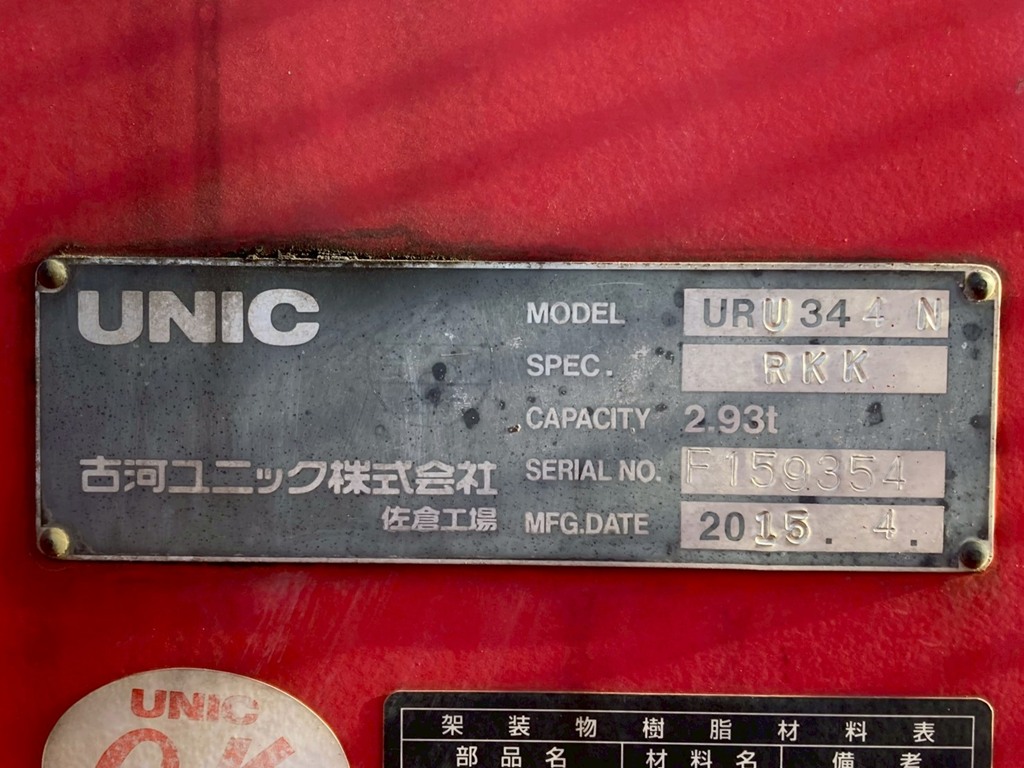 UNIC
MODEL URU344N
SPEC. RKK
CAPACITY 2.93t
SERIAL NO. F159354
MFG.DATE 2015. 4.
古河ユニック株式会社
佐倉工場
UNIC
OK
架装物樹脂材料表
部品名 材料名 備考